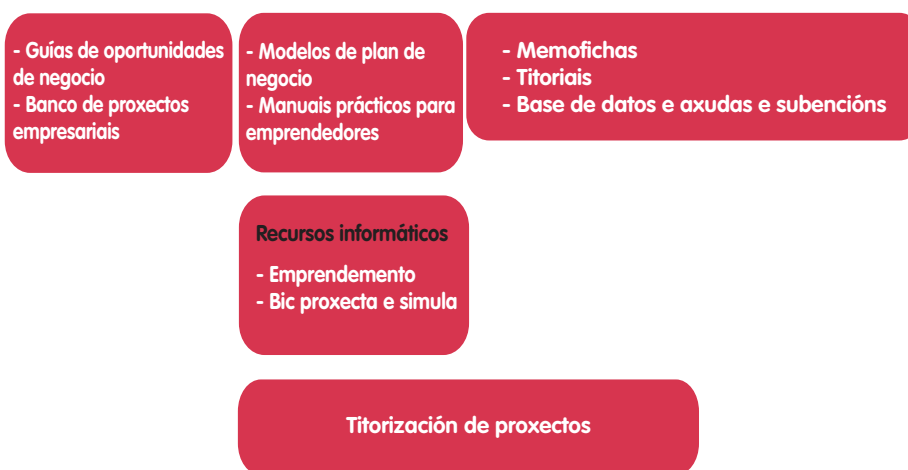 - Guías de oportunidades
de negocio
- Banco de proxectos
empresariais
- Modelos de plan de
negocio
- Manuais prácticos para
emprendedores
- Memofichas
- Titoriais
- Base de datos e axudas e subencións
Recursos informáticos
- Emprendemento
- Bic proxecta e simula
Titorización de proxectos